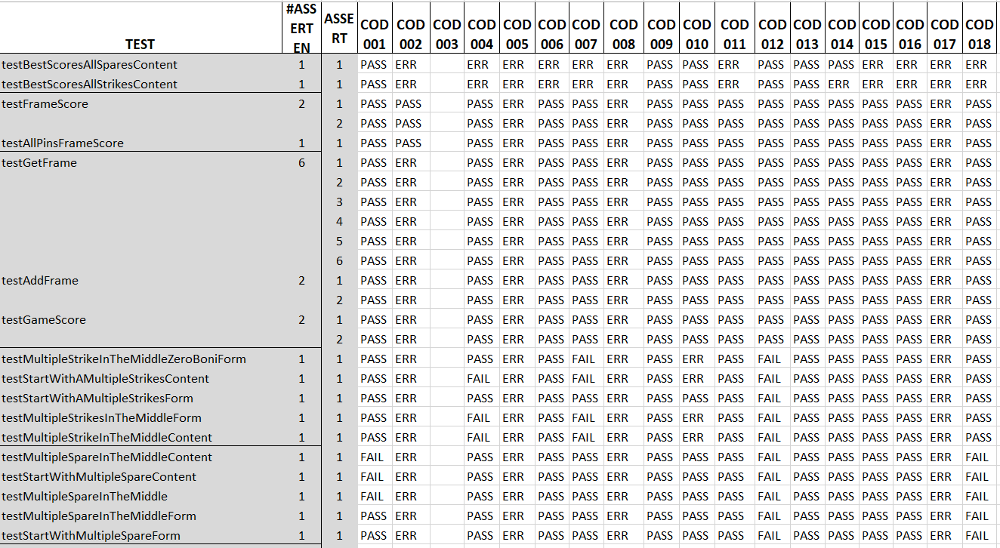 TEST #ASSERTEN ASSERT COD 001 COD 002 COD 003 COD 004 COD 005 COD 006 COD 007 COD 008 COD 009 COD 010 COD 011 COD 012 COD 013 COD 014 COD 015 COD 016 COD 017 COD 018
testBestScoresAllSparesContent 1 1 PASS ERR ERR ERR ERR ERR ERR PASS PASS ERR PASS PASS PASS ERR ERR ERR ERR
testBestScoresAllStrikesContent 1 1 PASS ERR ERR ERR ERR ERR ERR PASS PASS ERR PASS PASS ERR ERR ERR ERR ERR
testFrameScore 2 1 PASS PASS PASS ERR PASS PASS ERR PASS PASS PASS PASS PASS PASS PASS PASS ERR PASS
2 PASS PASS PASS ERR PASS PASS ERR PASS PASS PASS PASS PASS PASS PASS PASS ERR PASS
testAllPinsFrameScore 1 1 PASS PASS PASS ERR PASS PASS ERR PASS PASS PASS PASS PASS PASS PASS PASS ERR PASS
testGetFrame 6 1 PASS ERR PASS ERR PASS PASS ERR PASS PASS PASS PASS PASS PASS PASS PASS ERR PASS
2 PASS ERR PASS ERR PASS PASS ERR PASS PASS PASS PASS PASS PASS PASS PASS ERR PASS
3 PASS ERR PASS ERR PASS PASS ERR PASS PASS PASS PASS PASS PASS PASS PASS ERR PASS
4 PASS ERR PASS ERR PASS PASS ERR PASS PASS PASS PASS PASS PASS PASS PASS ERR PASS
5 PASS ERR PASS ERR PASS PASS ERR PASS PASS PASS PASS PASS PASS PASS PASS ERR PASS
6 PASS ERR PASS ERR PASS PASS ERR PASS PASS PASS PASS PASS PASS PASS PASS ERR PASS
testAddFrame 2 1 PASS ERR PASS ERR PASS PASS ERR PASS PASS PASS PASS PASS PASS PASS PASS ERR PASS
2 PASS ERR PASS ERR PASS PASS ERR PASS PASS PASS PASS PASS PASS PASS PASS ERR PASS
testGameScore 2 1 PASS ERR PASS ERR PASS PASS ERR PASS PASS PASS PASS PASS PASS PASS PASS ERR PASS
2 PASS ERR PASS ERR PASS PASS ERR PASS PASS PASS PASS PASS PASS PASS PASS ERR PASS
testMultipleStrikeInTheMiddleZeroBoniForm 1 1 PASS ERR PASS ERR PASS FAIL ERR PASS ERR PASS FAIL PASS PASS PASS PASS ERR PASS
testStartWithAMultipleStrikesContent 1 1 PASS ERR FAIL ERR PASS FAIL ERR PASS ERR PASS FAIL PASS PASS PASS PASS ERR PASS
testStartWithAMultipleStrikesForm 1 1 PASS ERR PASS ERR PASS PASS ERR PASS PASS PASS FAIL PASS PASS PASS PASS ERR PASS
testMultipleStrikesInTheMiddleForm 1 1 PASS ERR FAIL ERR PASS FAIL ERR PASS ERR PASS FAIL PASS PASS PASS PASS ERR PASS
testMultipleStrikeInTheMiddleContent 1 1 PASS ERR FAIL ERR PASS FAIL ERR PASS ERR PASS FAIL PASS PASS PASS PASS ERR PASS
testMultipleSpareInTheMiddleContent 1 1 FAIL ERR PASS ERR PASS PASS ERR PASS PASS PASS FAIL PASS PASS PASS PASS ERR FAIL
testStartWithMultipleSpareContent 1 1 FAIL ERR PASS ERR PASS PASS ERR PASS PASS PASS FAIL PASS PASS PASS PASS ERR FAIL
testMultipleSpareInTheMiddle 1 1 FAIL ERR PASS ERR PASS PASS ERR PASS PASS PASS FAIL PASS PASS PASS PASS ERR FAIL
testMultipleSpareInTheMiddleForm 1 1 PASS ERR PASS ERR PASS PASS ERR PASS PASS PASS FAIL PASS PASS PASS PASS ERR FAIL
testStartWithMultipleSpareForm 1 1 PASS ERR PASS ERR PASS PASS ERR PASS PASS PASS FAIL PASS PASS PASS PASS ERR FAIL